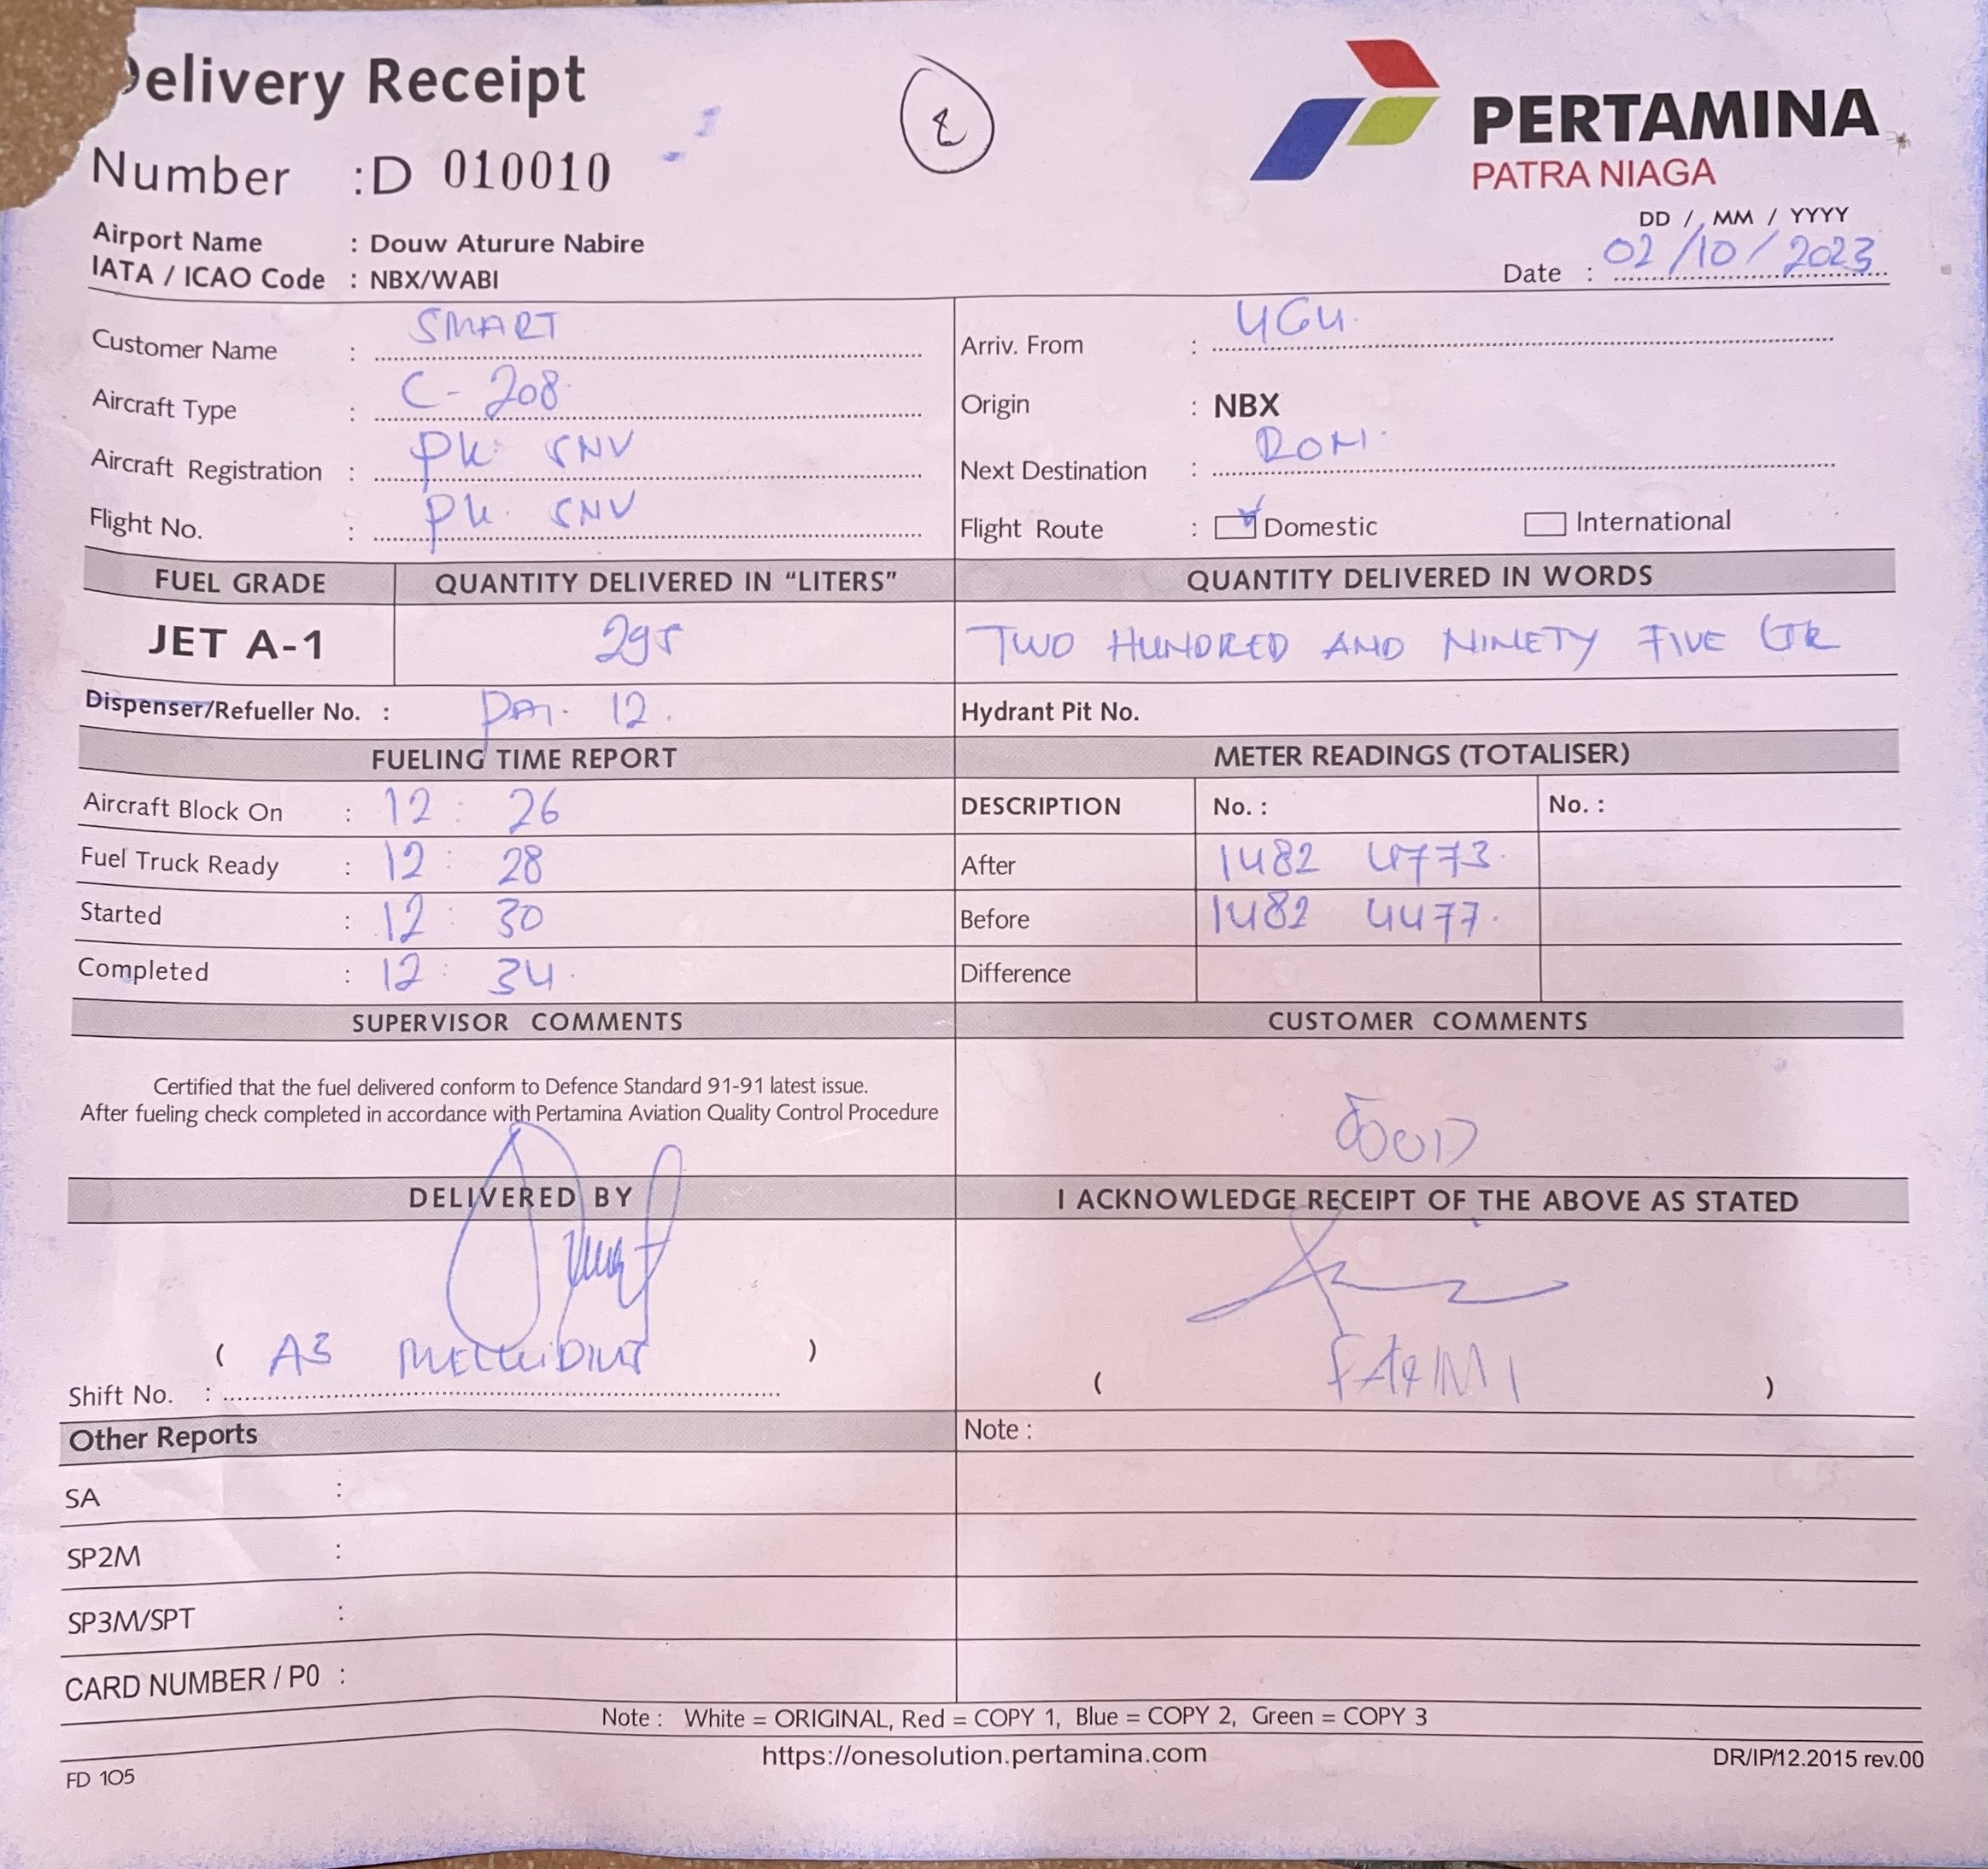 elivery Receipt
Number : D 010010
PERTAMINA
PATRA NIAGA
Airport Name : Douw Aturure Nabire
IATA / ICAO Code : NBX/WABI
DD / MM / YYYY
Date : 02/10/2023
Customer Name : SMART
Arriv. From : UGU
Aircraft Type : C-208
Origin : NBX
Aircraft Registration : PK. SNV
Next Destination :
Flight No. : PK. SNV
Flight Route : Domestic International
FUEL GRADE QUANTITY DELIVERED IN “LITERS” QUANTITY DELIVERED IN WORDS
JET A-1 295 TWO HUNDRED AND NINETY FIVE LTR
Dispenser/Refueller No. : 12. Hydrant Pit No.
FUELING TIME REPORT METER READINGS (TOTALISER)
Aircraft Block On : 12 : 26 DESCRIPTION No. : No. :
Fuel Truck Ready : 12 : 28 After 1482 4773
Started : 12 : 30 Before 1482 4477
Completed : 12 : 34 Difference
SUPERVISOR COMMENTS CUSTOMER COMMENTS
Certified that the fuel delivered conform to Defence Standard 91-91 latest issue.
After fueling check completed in accordance with Pertamina Aviation Quality Control Procedure
GOOD
DELIVERED BY I ACKNOWLEDGE RECEIPT OF THE ABOVE AS STATED
( AS )
Shift No. :
( FAHMI )
Other Reports Note :
SA :
SP2M :
SP3M/SPT :
CARD NUMBER / P0 :
Note : White = ORIGINAL, Red = COPY 1, Blue = COPY 2, Green = COPY 3
https://onesolution.pertamina.com
FD 105 DR/IP/12.2015 rev.00